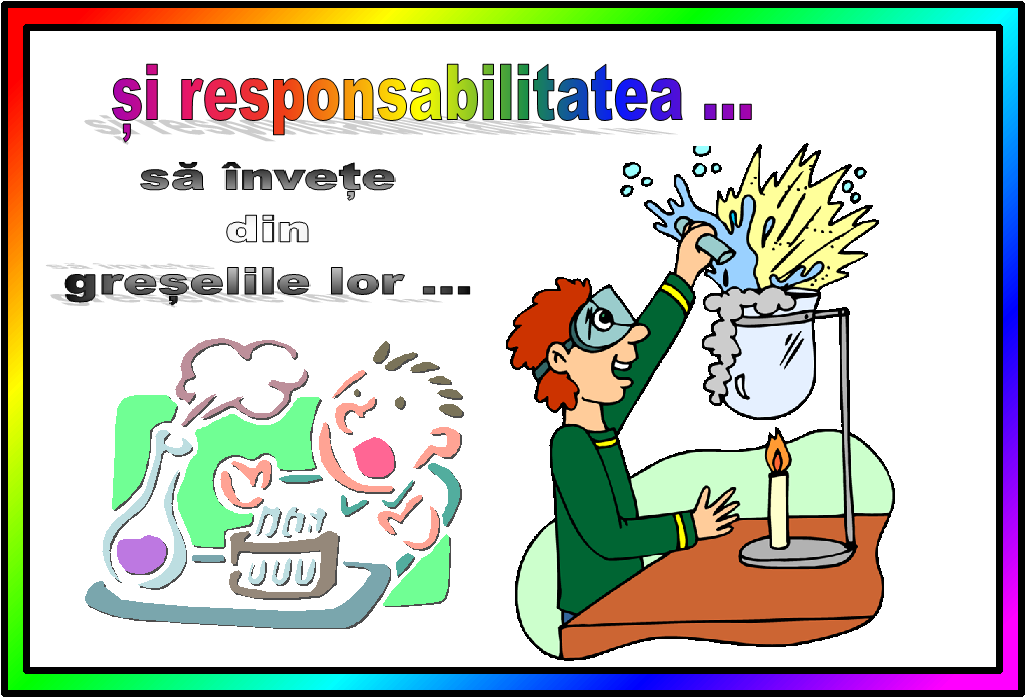 și responsabilitatea ...
să învețe
din
greșelile lor ...